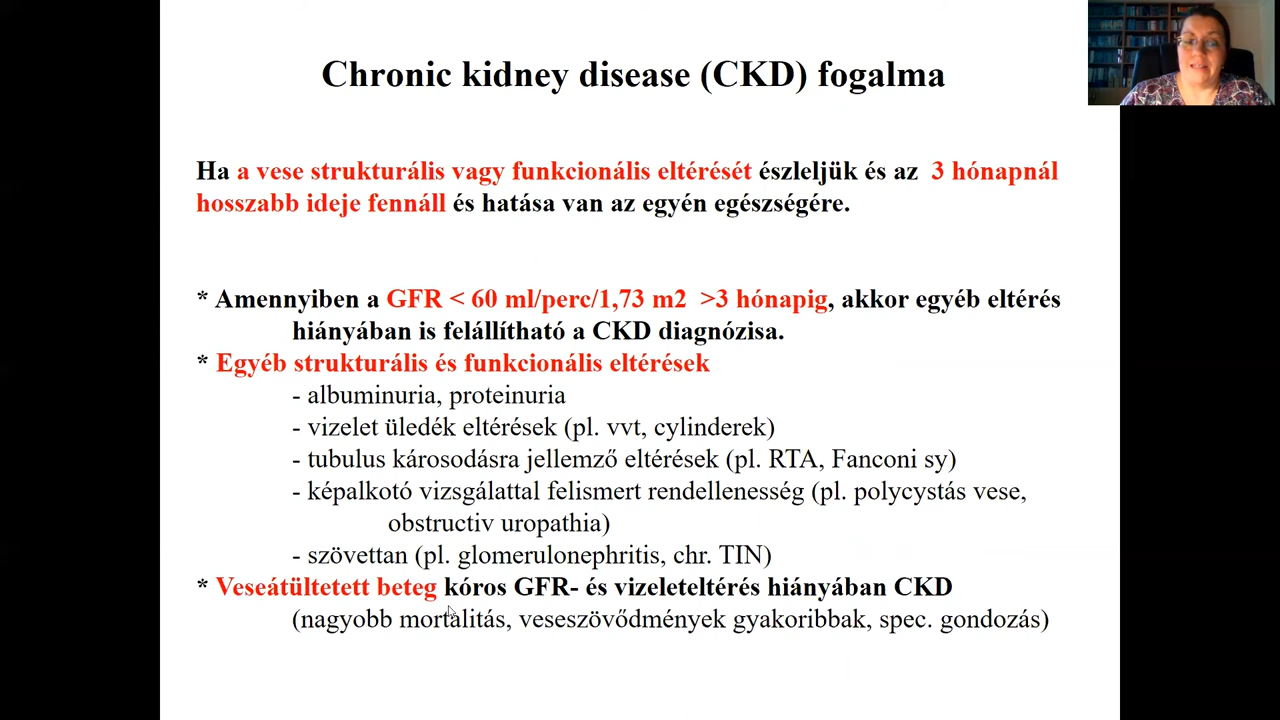 Chronic kidney disease (CKD) fogalma
Ha a vese strukturális vagy funkcionális eltérését észleljük és az 3 hónapnál
hosszabb ideje fennáll és hatása van az egyén egészségére.
* Amennyiben a GFR < 60 ml/perc/1,73 m2 >3 hónapig, akkor egyéb eltérés
hiányában is felállítható a CKD diagnózisa.
* Egyéb strukturális és funkcionális eltérések
- albuminuria, proteinuria
- vizelet üledék eltérések (pl. vvt, cylinderek)
- tubulus károsodásra jellemző eltérések (pl. RTA, Fanconi sy)
- képalkotó vizsgálattal felismert rendellenesség (pl. polycystás vese,
obstructiv uropathia)
- szövettan (pl. glomerulonephritis, chr. TIN)
* Veseátültetett beteg kóros GFR- és vizeleteltérés hiányában CKD
(nagyobb mortalitás, veseszövődmények gyakoribbak, spec. gondozás)